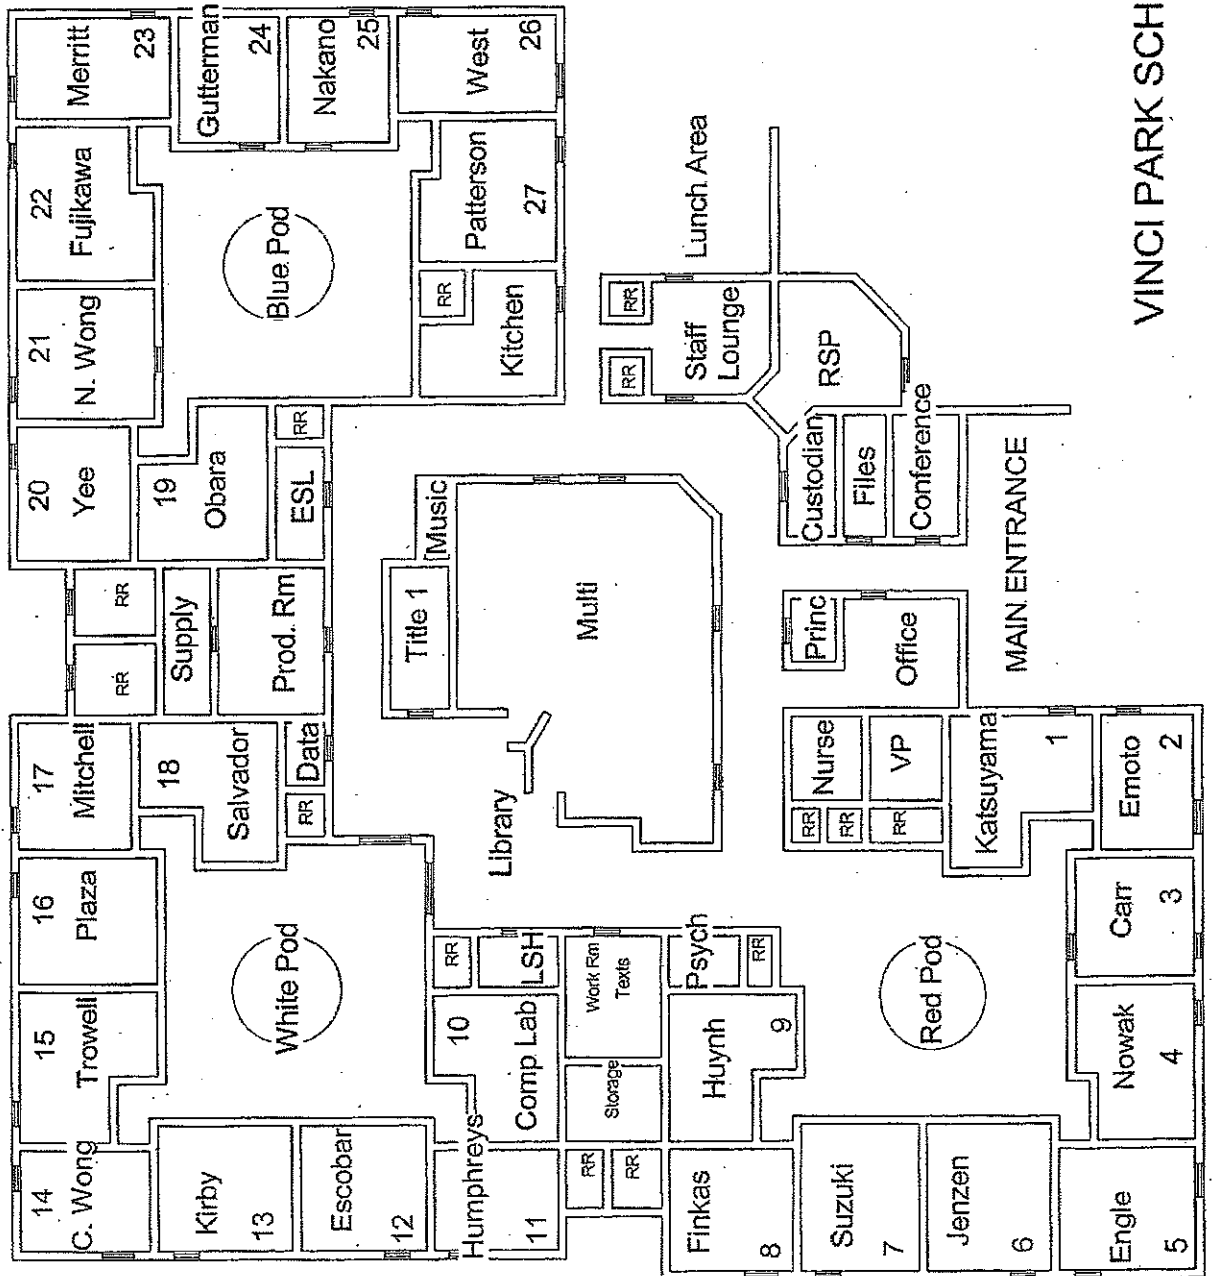 14
C. Wong
15
Trowell
16
Plaza
17
Mitchell
20
Yee
21
N. Wong
22
Fujikawa
Merritt
23
Kirby
13
White Pod
18
Salvador
RR
RR
Supply
19
Obara
Blue Pod
Gutterman
24
Escobar
12
RR
Data
Prod. Rm
ESL
RR
Nakano
25
Humphreys
11
10
Comp Lab
RR
LSH
Library
Title 1
Music
RR
Kitchen
Patterson
27
West
26
RR
RR
Storage
Work Rm
Texts
Multi
RR
RR
Finkas
8
Huynh
9
Psych
RR
Staff
Lounge
Lunch Area
Suzuki
7
RR
RR
RR
Nurse
VP
Princ
Office
Custodian
Files
Conference
RSP
Jenzen
6
Red Pod
Katsuyama
1
MAIN ENTRANCE
Engle
5
Nowak
4
Carr
3
Emoto
2
VINCI PARK SCH